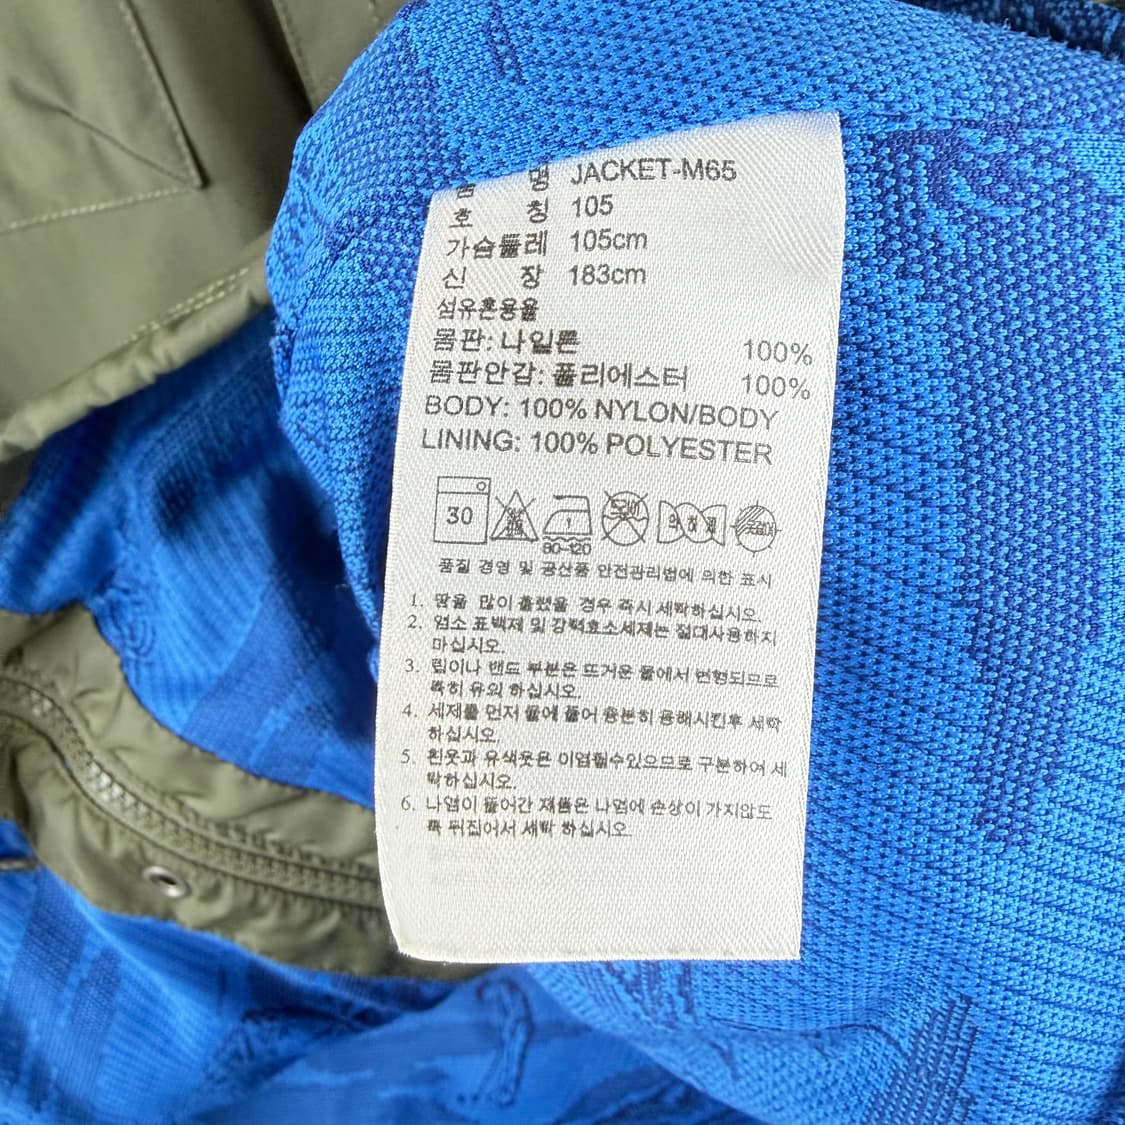 품 명 JACKET-M65
호 칭 105
가슴둘레 105cm
신 장 183cm
섬유혼용율
몸판: 나일론 100%
몸판안감: 폴리에스터 100%
BODY: 100% NYLON/BODY
LINING: 100% POLYESTER
30
80~120
품질 경영 및 공산품 안전관리법에 의한 표시
1. 땀을 많이 흘렸을 경우 즉시 세탁하십시오.
2. 염소 표백제 및 강력효소세제는 절대사용하지
마십시오.
3. 립이나 밴드 부분은 뜨거운 물에서 변형되므로
특히 유의 하십시오.
4. 세제를 먼저 물에 풀어 충분히 용해시킨후 세탁
하십시오.
5. 흰옷과 유색옷은 이염될수있으므로 구분하여 세
탁하십시오.
6. 나염이 들어간 제품은 나염에 손상이 가지않도
록 뒤집어서 세탁 하십시오.